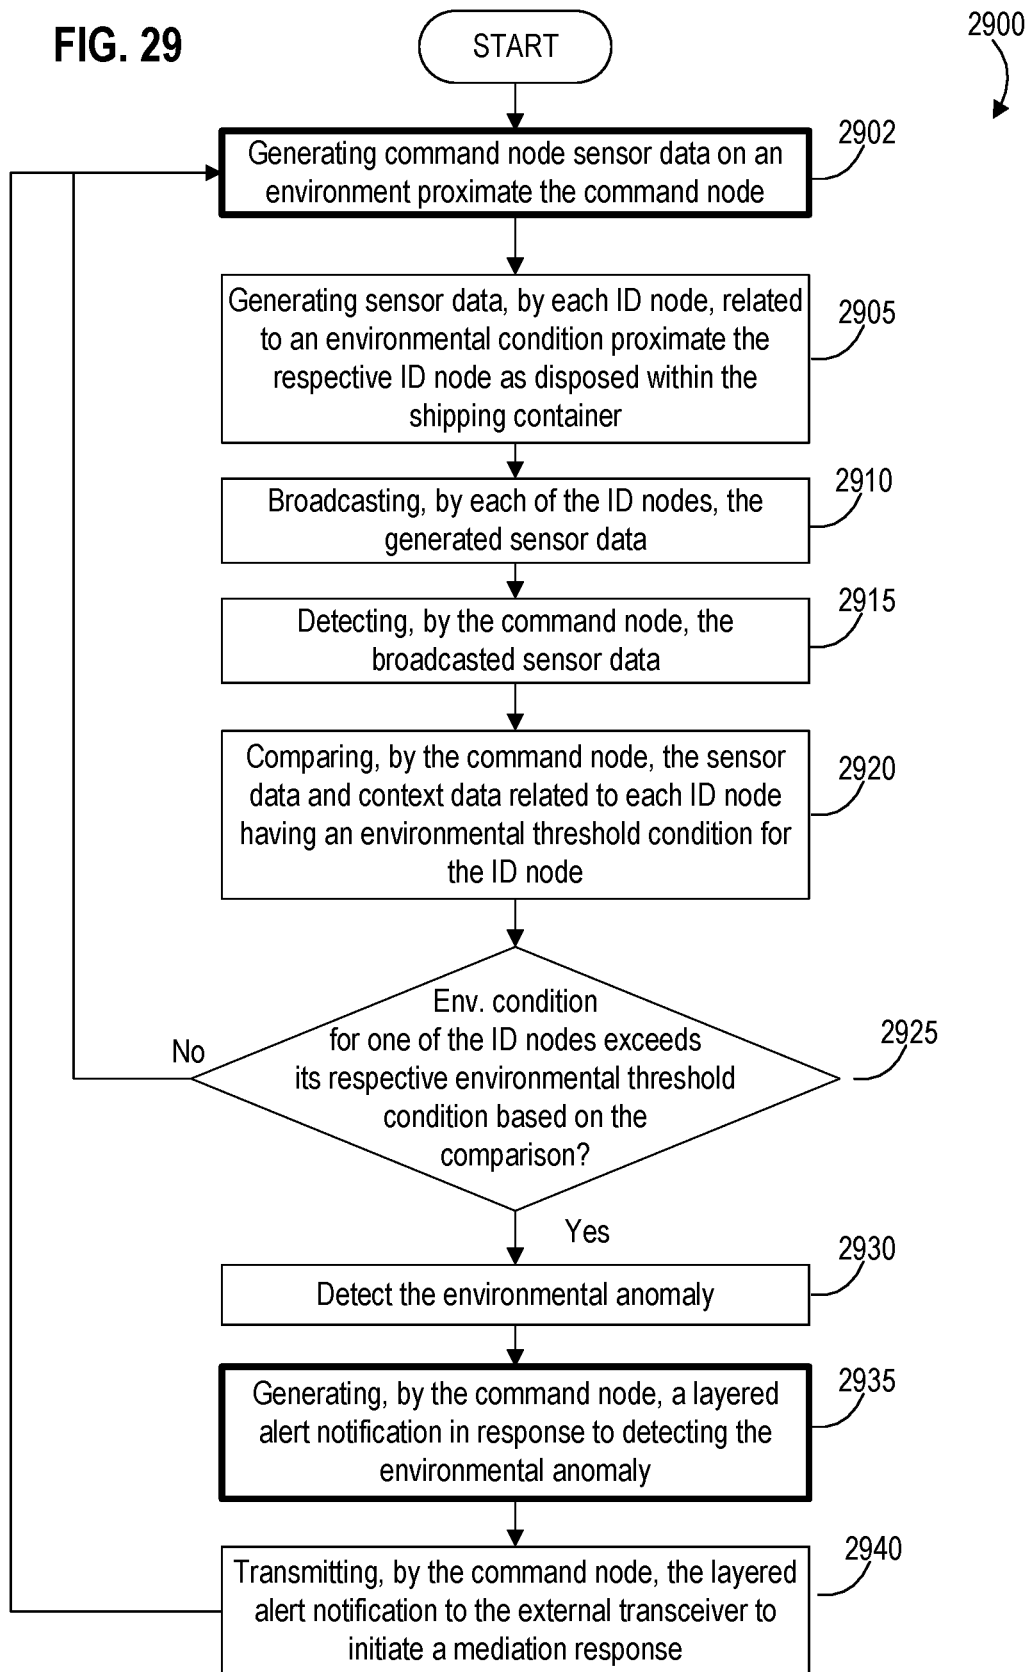 FIG. 29
START
2900
2902
Generating command node sensor data on an
environment proximate the command node
Generating sensor data, by each ID node, related
to an environmental condition proximate the
respective ID node as disposed within the
shipping container
2905
2910
Broadcasting, by each of the ID nodes, the
generated sensor data
2915
Detecting, by the command node, the
broadcasted sensor data
Comparing, by the command node, the sensor
data and context data related to each ID node
having an environmental threshold condition for
the ID node
2920
Env. condition
for one of the ID nodes exceeds
its respective environmental threshold
condition based on the
comparison?
2925
No
Yes
2930
Detect the environmental anomaly
2935
Generating, by the command node, a layered
alert notification in response to detecting the
environmental anomaly
2940
Transmitting, by the command node, the layered
alert notification to the external transceiver to
initiate a mediation response